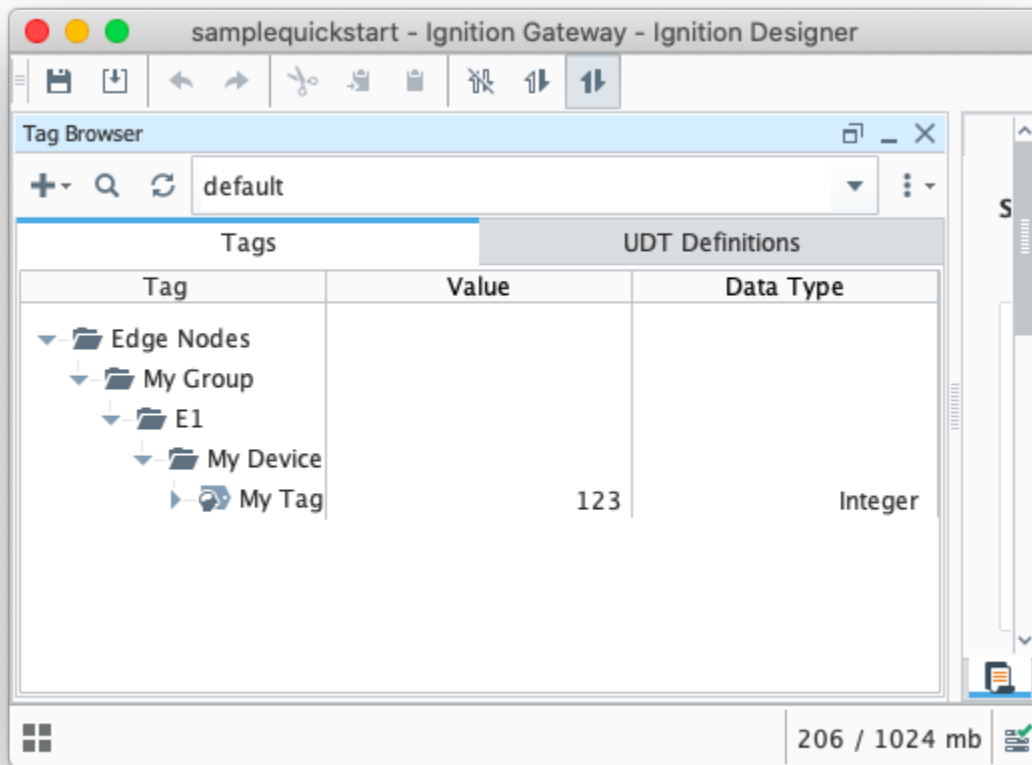 samplequickstart - Ignition Gateway - Ignition Designer
Tag Browser
default
Tags UDT Definitions
Tag Value Data Type
Edge Nodes
My Group
E1
My Device
My Tag 123 Integer
S
206 / 1024 mb